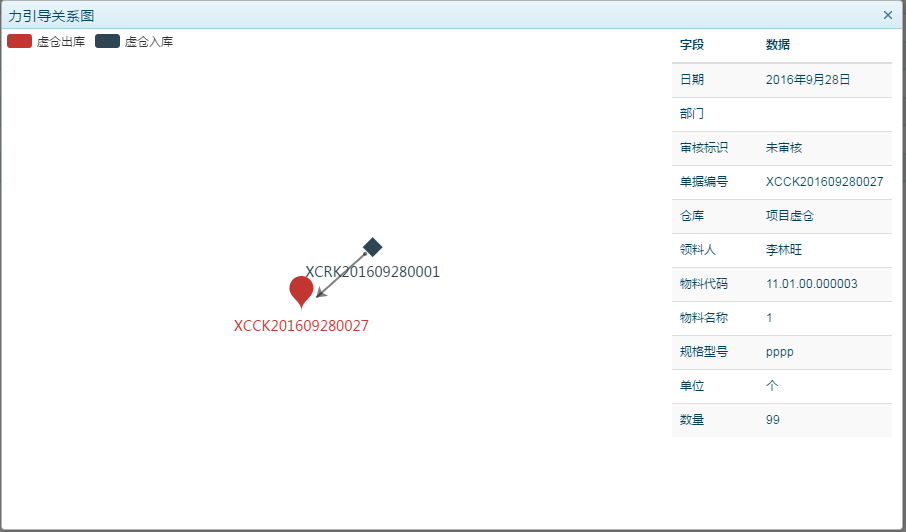 力引导关系图
虚仓出库 虚仓入库
XCRK201609280001
XCCK201609280027
字段 数据
日期 2016年9月28日
部门
审核标识 未审核
单据编号 XCCK201609280027
仓库 项目虚仓
领料人 李林旺
物料代码 11.01.00.000003
物料名称 1
规格型号 pppp
单位 个
数量 99